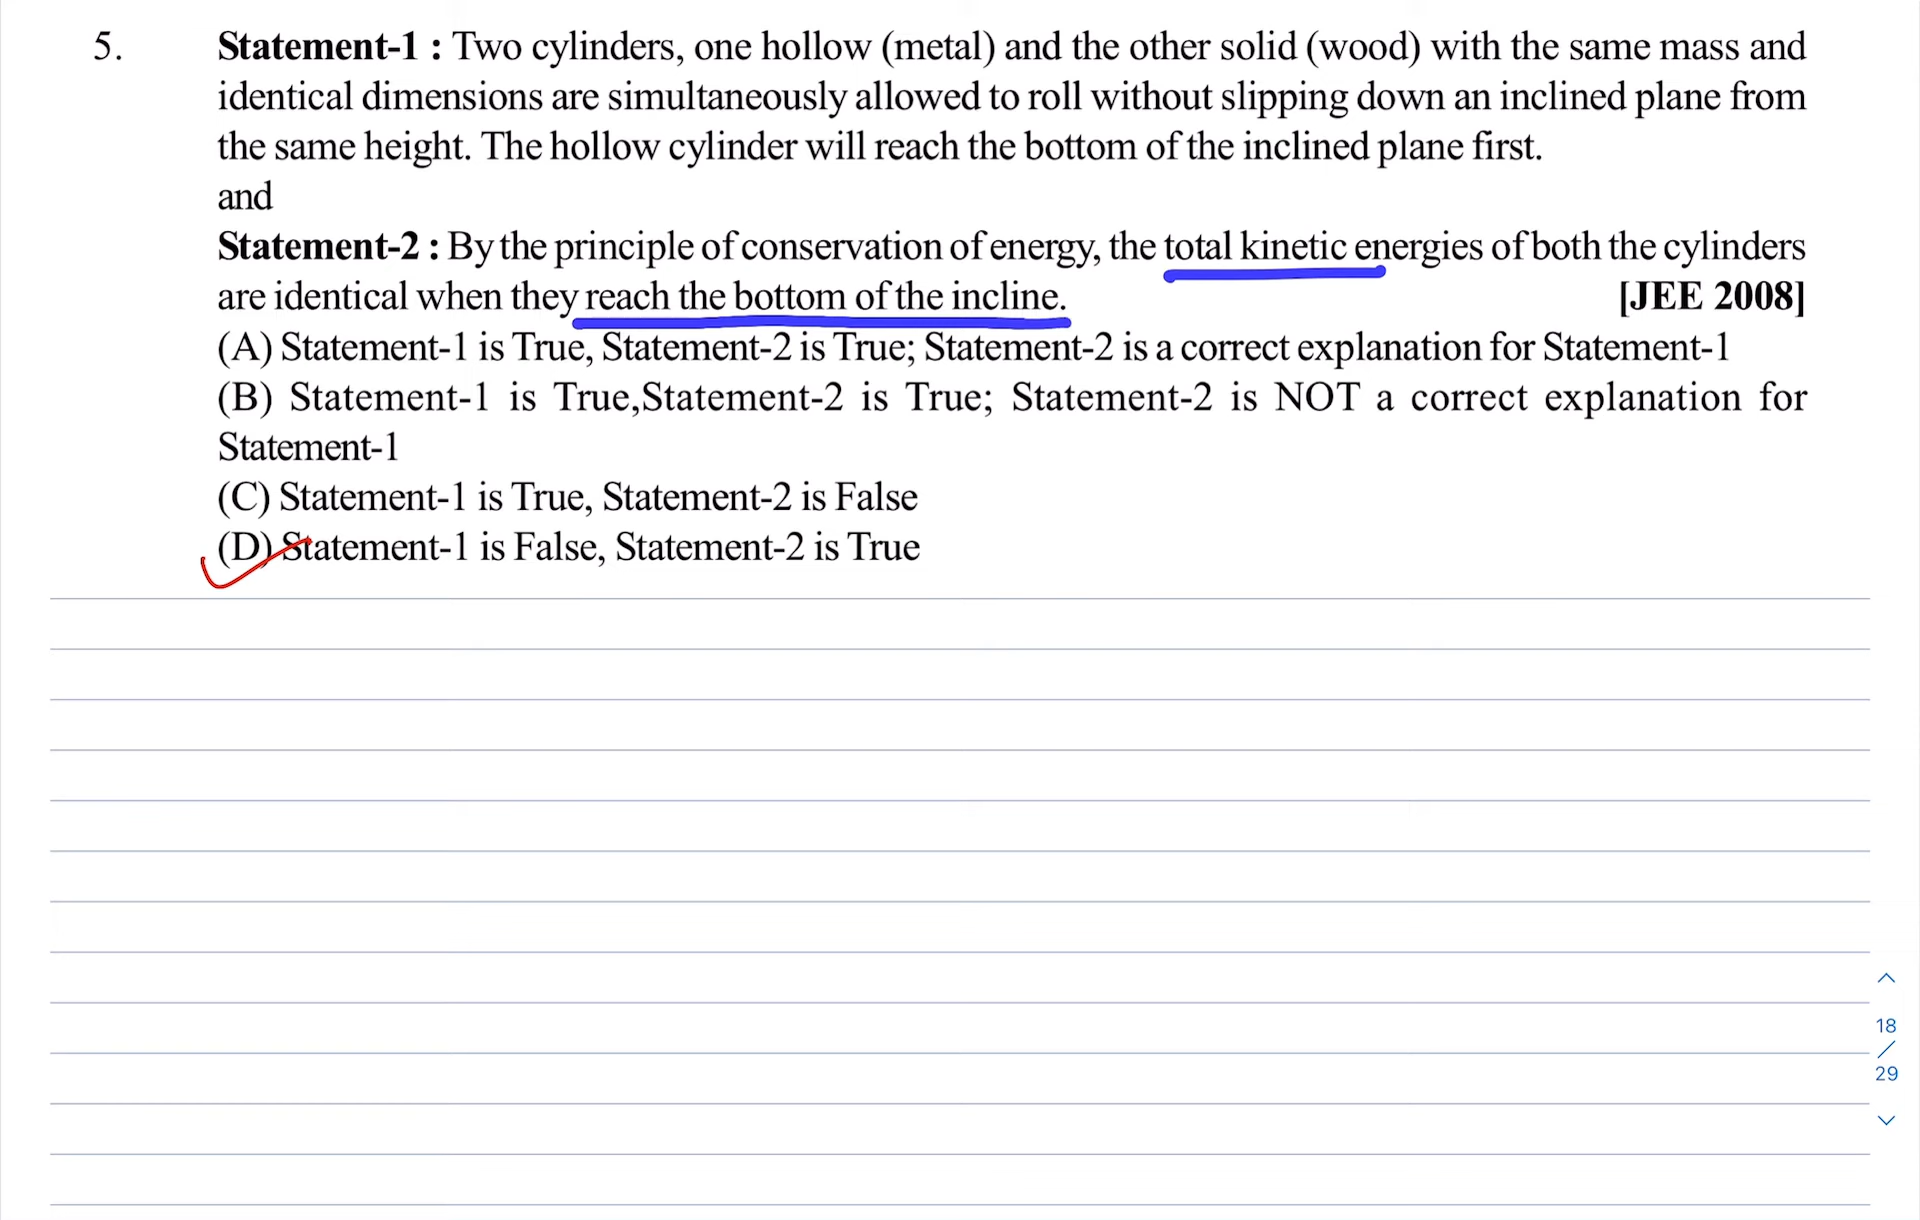 5. Statement-1 : Two cylinders, one hollow (metal) and the other solid (wood) with the same mass and
identical dimensions are simultaneously allowed to roll without slipping down an inclined plane from
the same height. The hollow cylinder will reach the bottom of the inclined plane first.
and
Statement-2 : By the principle of conservation of energy, the total kinetic energies of both the cylinders
are identical when they reach the bottom of the incline. [JEE 2008]
(A) Statement-1 is True, Statement-2 is True; Statement-2 is a correct explanation for Statement-1
(B) Statement-1 is True,Statement-2 is True; Statement-2 is NOT a correct explanation for
Statement-1
(C) Statement-1 is True, Statement-2 is False
(D) Statement-1 is False, Statement-2 is True
18
/
29